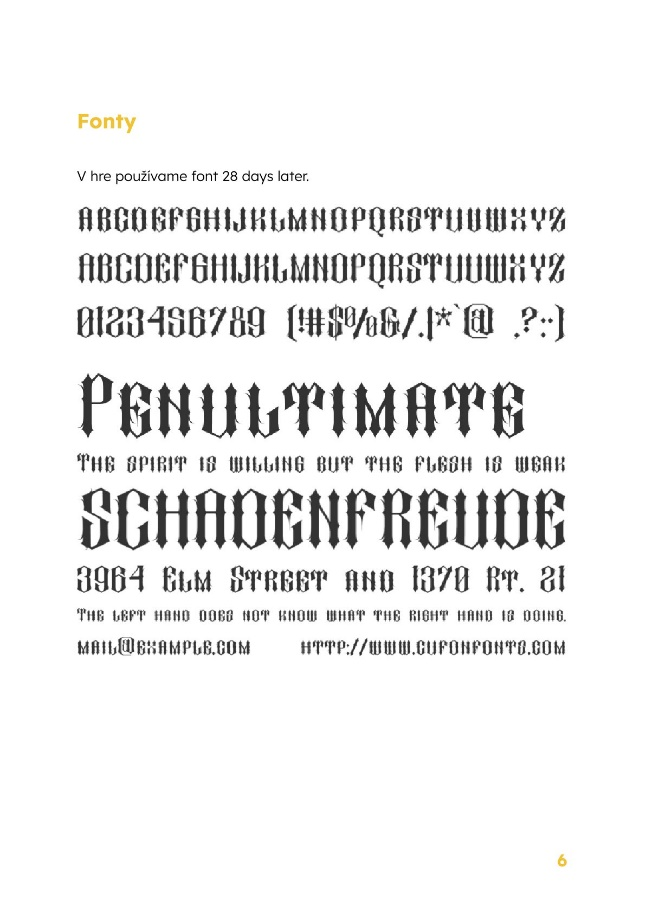 Fonty
V hre používame font 28 days later.
ABCDEFGHIJKLMNOPQRSTUVWXYZ
ABCDEFGHIJKLMNOPQRSTUVWXYZ
0123456789 (!#$%&/.|*`@ .?:-)
PENULTIMATE
THE SPIRIT IS WILLING BUT THE FLESH IS WEAK
SCHADENFREUDE
3964 ELM STREET AND 1370 RT. 21
THE LEFT HAND DOES NOT KNOW WHAT THE RIGHT HAND IS DOING.
MAIL@EXAMPLE.COM HTTP://WWW.CUFONFONTS.COM
6